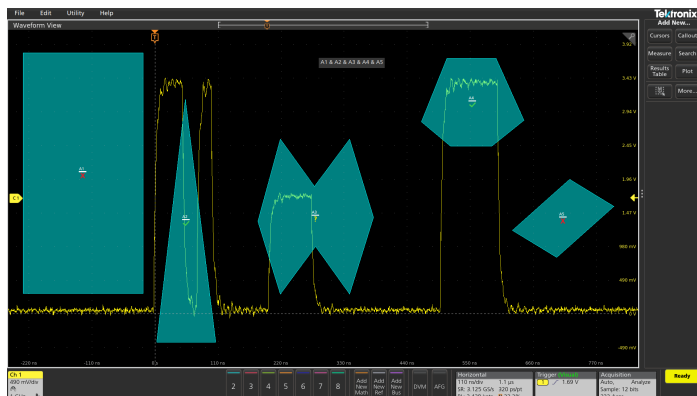 File Edit Utility Help
Tektronix
Waveform View
Add New...
A1 & A2 & A3 & A4 & A5
Cursors Callout
Measure Search
Results Table Plot
More...
3.92
3.43 V
2.94 V
2.45 V
1.96 V
1.47 V
980 mV
490 mV
0 V
-490 mV
A1
A2
A3
A4
A5
C1
T
-220 ns -110 ns 0 s 110 ns 220 ns 330 ns 440 ns 550 ns 660 ns 770 ns
Ch 1
490 mV/div
2 3 4 5 6 7 8
Add New Math
Add New Ref
Add New Bus
DVM AFG
Horizontal
110 ns/div 1.1 µs
SR: 3.125 GS/s 320 ps/pt
Trigger (Visual)
1 1.69 V
Acquisition
Auto, Analyze
Sample: 12 bits
Ready